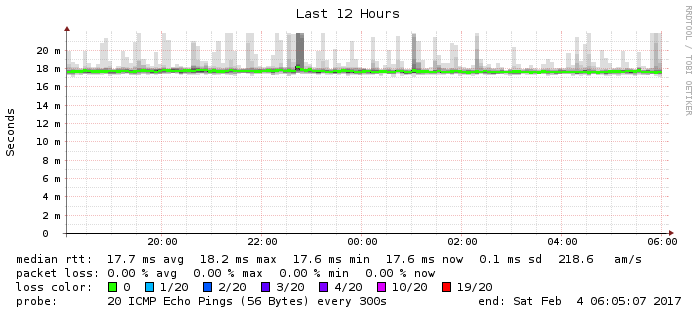 Last 12 Hours
RRDTOOL / TOBI OETIKER
Seconds
20 m
18 m
16 m
14 m
12 m
10 m
8 m
6 m
4 m
2 m
0
20:00 22:00 00:00 02:00 04:00 06:00
median rtt: 17.7 ms avg 18.2 ms max 17.6 ms min 17.6 ms now 0.1 ms sd 218.6 am/s
packet loss: 0.00 % avg 0.00 % max 0.00 % min 0.00 % now
loss color: 0 1/20 2/20 3/20 4/20 10/20 19/20
probe: 20 ICMP Echo Pings (56 Bytes) every 300s end: Sat Feb 4 06:05:07 2017